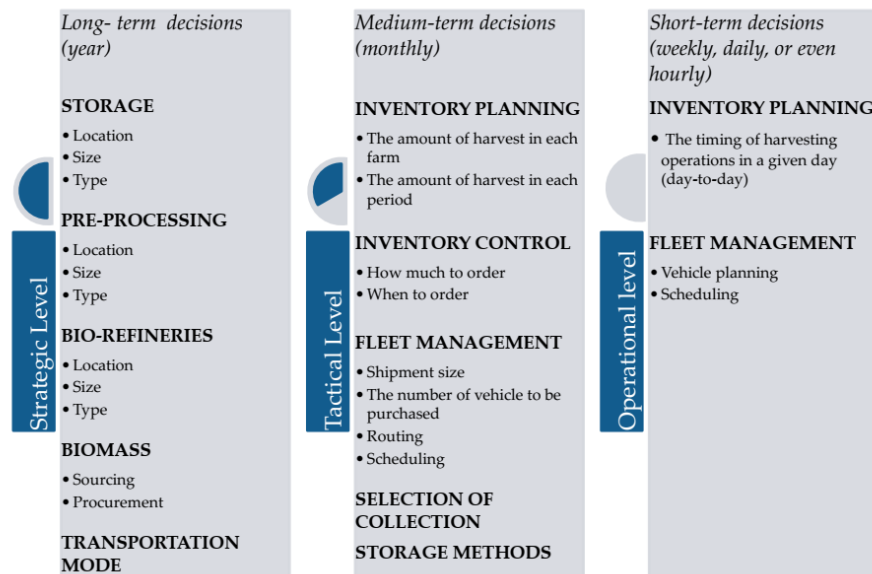 Long- term decisions
(year)
STORAGE
• Location
• Size
• Type
PRE-PROCESSING
• Location
• Size
• Type
BIO-REFINERIES
• Location
• Size
• Type
BIOMASS
• Sourcing
• Procurement
TRANSPORTATION
MODE
Strategic Level
Medium-term decisions
(monthly)
INVENTORY PLANNING
• The amount of harvest in each
farm
• The amount of harvest in each
period
INVENTORY CONTROL
• How much to order
• When to order
FLEET MANAGEMENT
• Shipment size
• The number of vehicle to be
purchased
• Routing
• Scheduling
SELECTION OF
COLLECTION
STORAGE METHODS
Tactical Level
Short-term decisions
(weekly, daily, or even
hourly)
INVENTORY PLANNING
• The timing of harvesting
operations in a given day
(day-to-day)
FLEET MANAGEMENT
• Vehicle planning
• Scheduling
Operational level